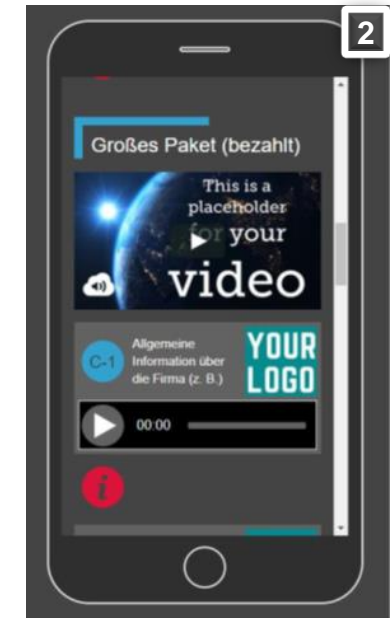 2
Großes Paket (bezahlt)
This is a
placeholder
for your
video
C-1
Allgemeine
Information über
die Firma (z. B.)
YOUR
LOGO
00:00
i